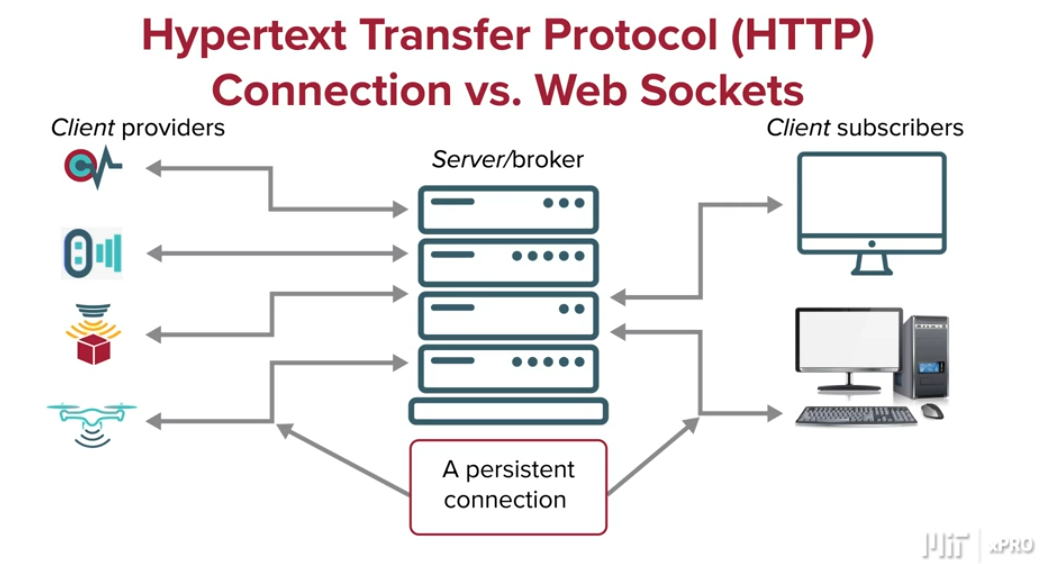 Hypertext Transfer Protocol (HTTP)
Connection vs. Web Sockets
Client providers
Server/broker
Client subscribers
A persistent
connection
MIT xPRO